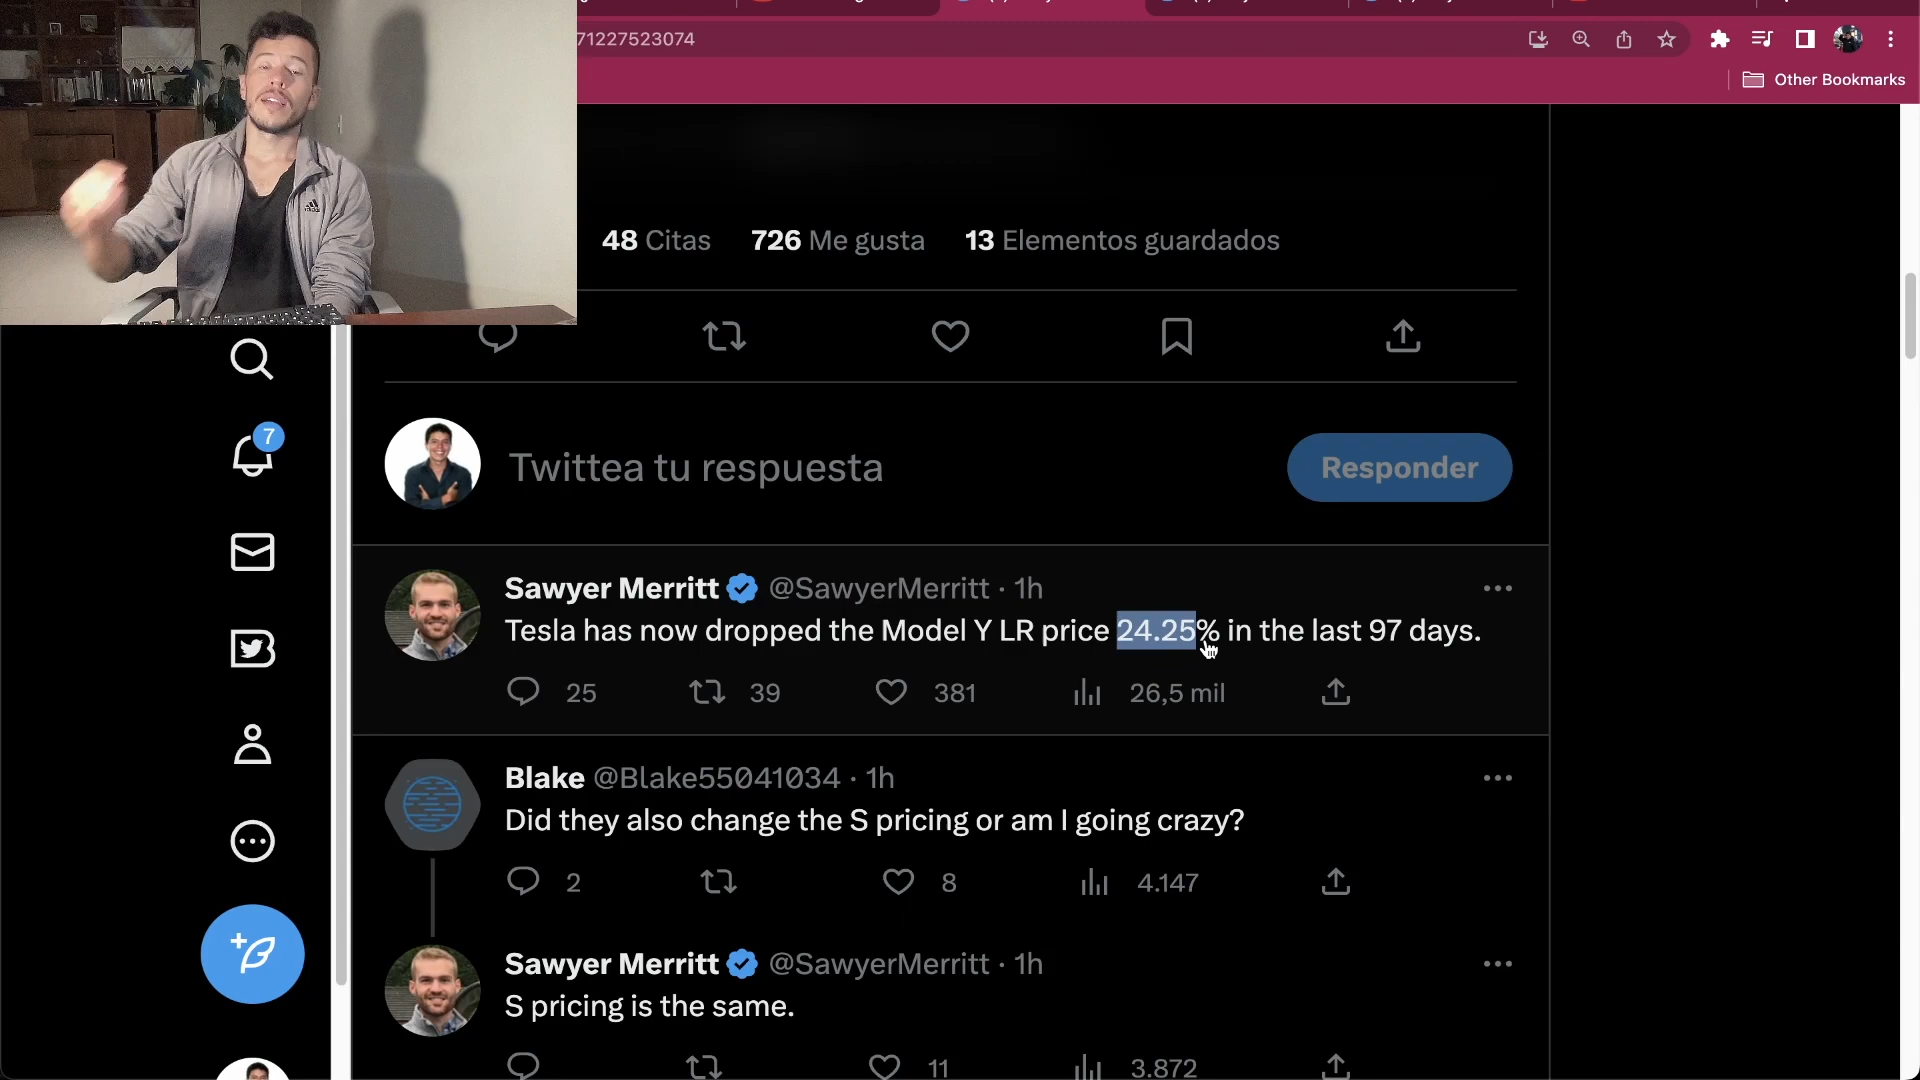 71227523074
Other Bookmarks
adidas
48 Citas 726 Me gusta 13 Elementos guardados
7
Twittea tu respuesta
Responder
Sawyer Merritt @SawyerMerritt · 1h
Tesla has now dropped the Model Y LR price 24.25% in the last 97 days.
25 39 381 26,5 mil
Blake @Blake55041034 · 1h
Did they also change the S pricing or am I going crazy?
2 8 4.147
Sawyer Merritt @SawyerMerritt · 1h
S pricing is the same.
11 3.872